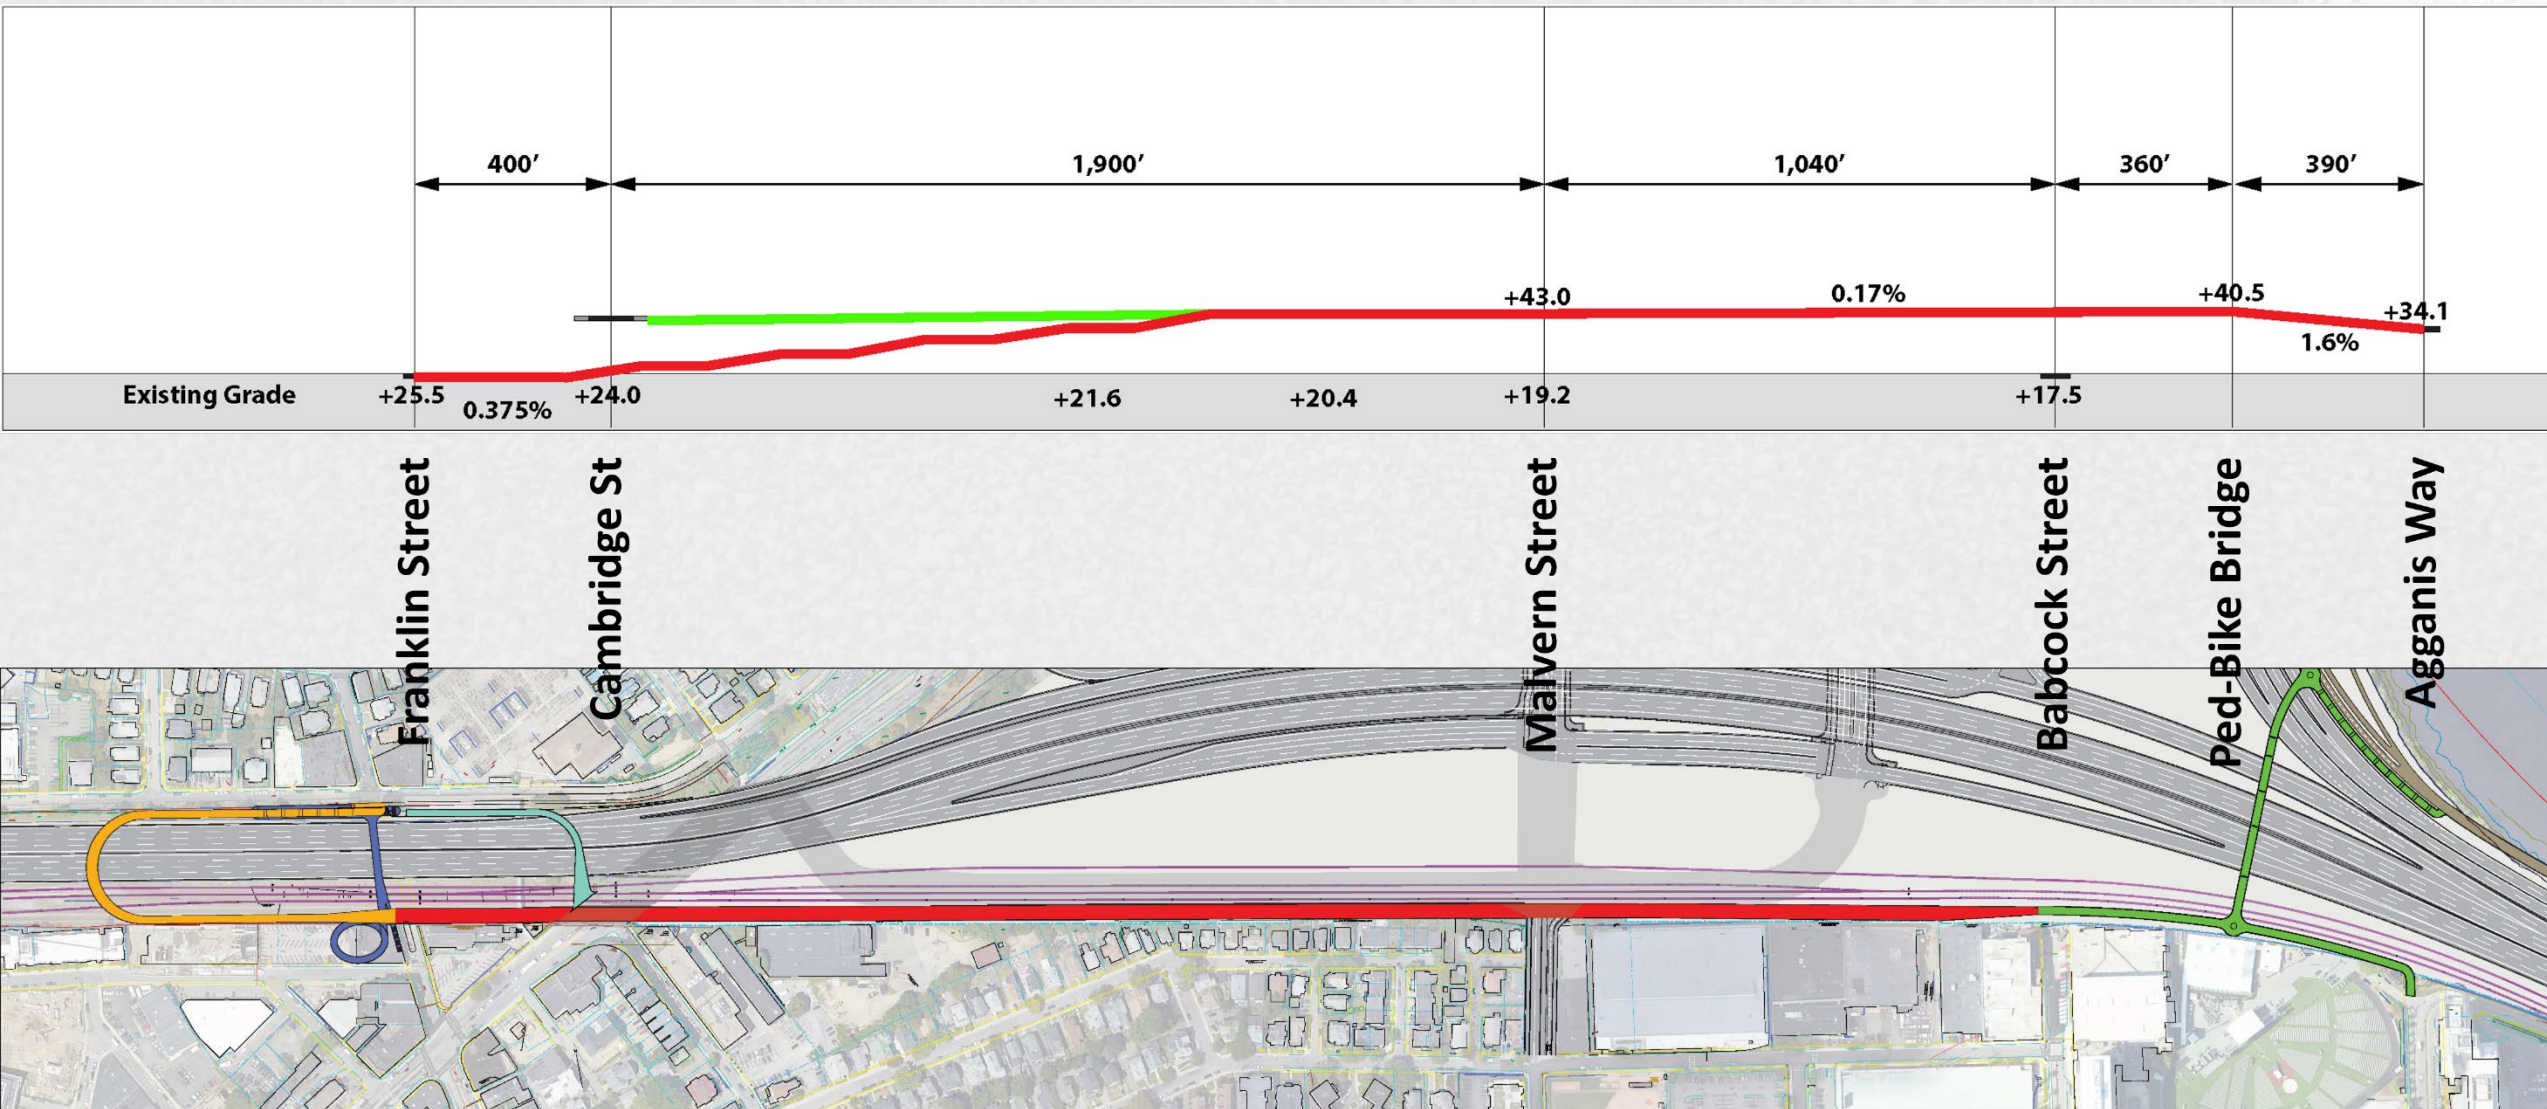 400’
1,900’
1,040’
360’
390’
+43.0
0.17%
+40.5
+34.1
1.6%
Existing Grade
+25.5
0.375%
+24.0
+21.6
+20.4
+19.2
+17.5
Franklin Street
Cambridge St
Malvern Street
Babcock Street
Ped-Bike Bridge
Agganis Way